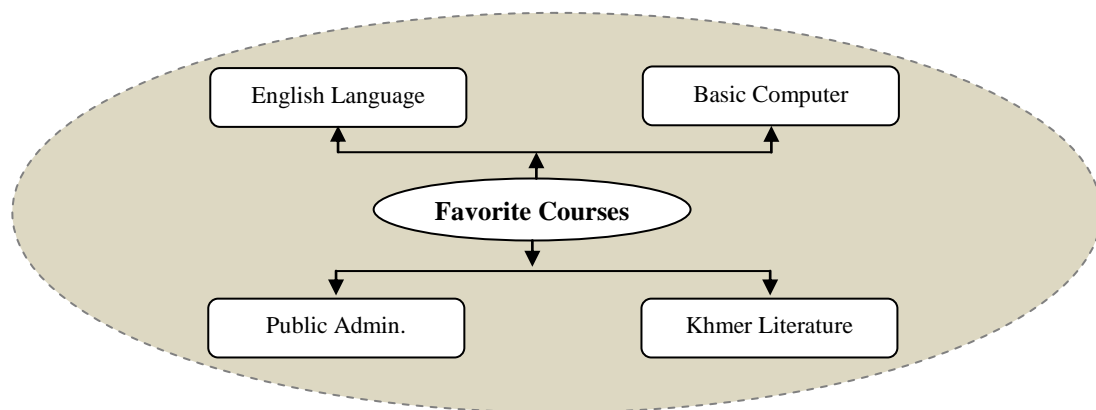 English Language
Basic Computer
Favorite Courses
Public Admin.
Khmer Literature